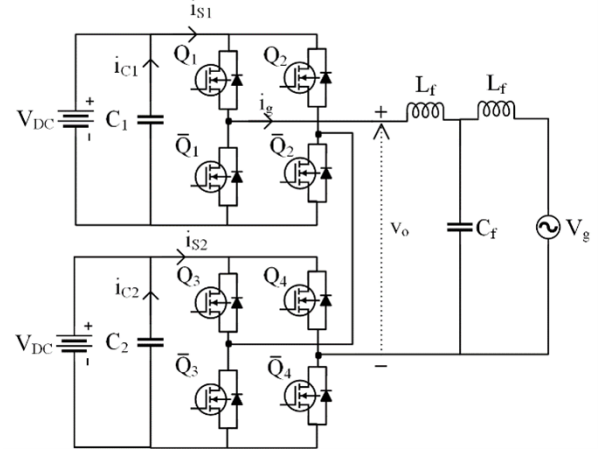 i_S1
Q_1
Q_2
i_C1
+
V_DC
-
C_1
i_g
+
L_f
L_f
Q̅_1
Q̅_2
i_S2
v_o
C_f
V_g
Q_3
Q_4
i_C2
+
V_DC
-
C_2
Q̅_3
Q̅_4
−